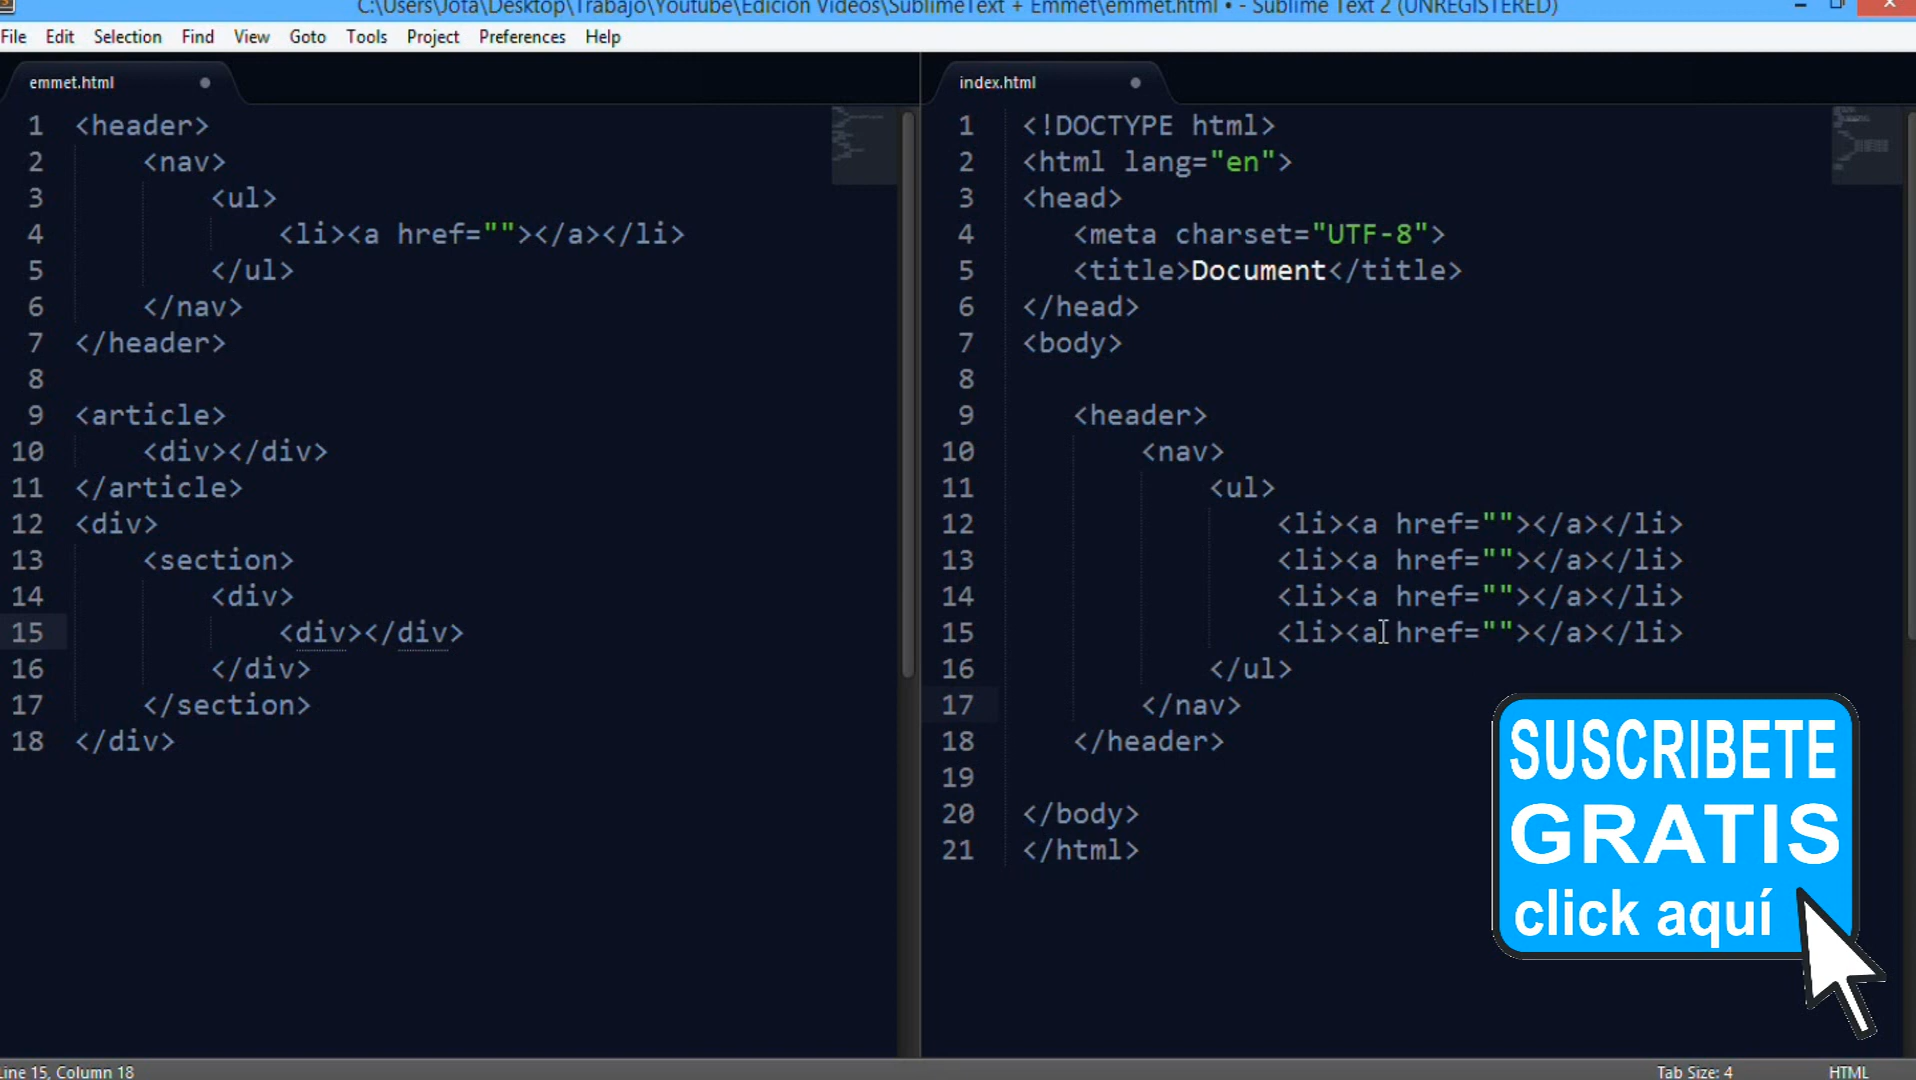 C:\Users\Jota\Desktop\Trabajo\Youtube\Edicion Videos\SublimeText + Emmet\emmet.html • - Sublime Text 2 (UNREGISTERED)
File Edit Selection Find View Goto Tools Project Preferences Help
emmet.html
1 <header>
2 <nav>
3 <ul>
4 <li><a href=""></a></li>
5 </ul>
6 </nav>
7 </header>
8
9 <article>
10 <div></div>
11 </article>
12 <div>
13 <section>
14 <div>
15 <div></div>
16 </div>
17 </section>
18 </div>
index.html
1 <!DOCTYPE html>
2 <html lang="en">
3 <head>
4 <meta charset="UTF-8">
5 <title>Document</title>
6 </head>
7 <body>
8
9 <header>
10 <nav>
11 <ul>
12 <li><a href=""></a></li>
13 <li><a href=""></a></li>
14 <li><a href=""></a></li>
15 <li><a href=""></a></li>
16 </ul>
17 </nav>
18 </header>
19
20 </body>
21 </html>
SUSCRIBETE
GRATIS
click aquí
Line 15, Column 18
Tab Size: 4
HTML